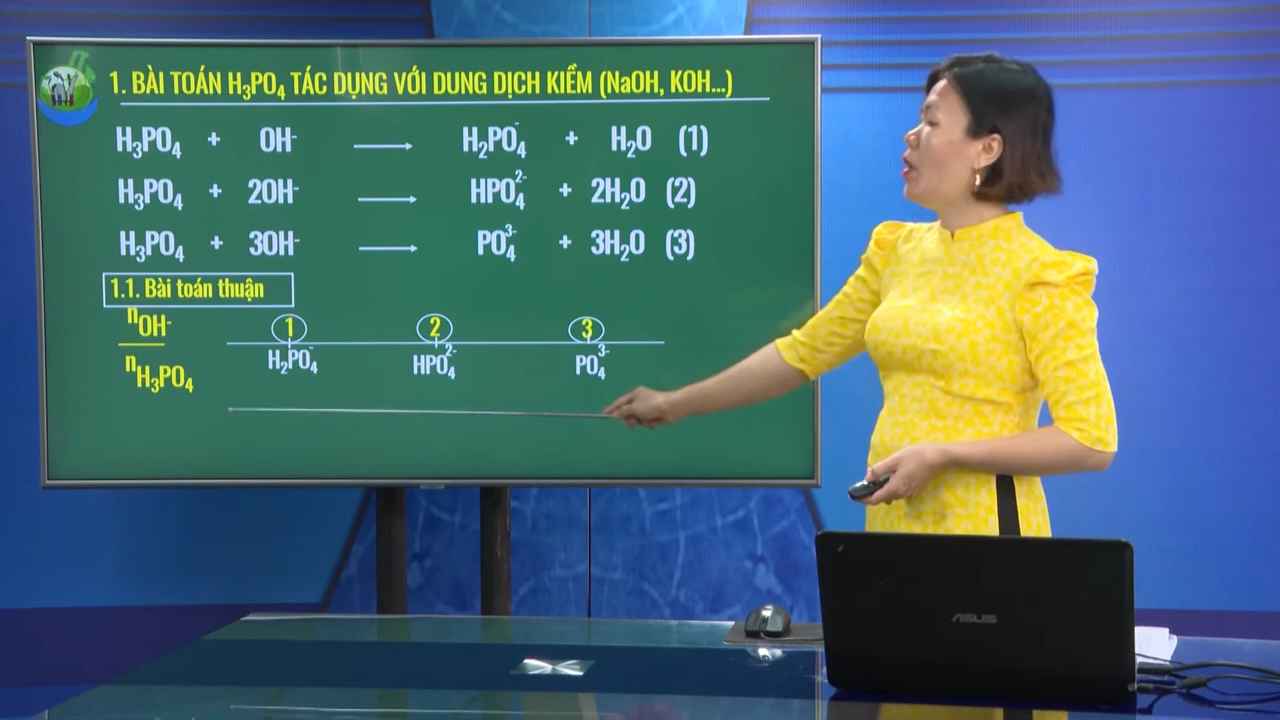 1. BÀI TOÁN H₃PO₄ TÁC DỤNG VỚI DUNG DỊCH KIỀM (NaOH, KOH...)
H₃PO₄ + OH⁻ ⟶ H₂PO₄⁻ + H₂O (1)
H₃PO₄ + 2OH⁻ ⟶ HPO₄²⁻ + 2H₂O (2)
H₃PO₄ + 3OH⁻ ⟶ PO₄³⁻ + 3H₂O (3)
1.1. Bài toán thuận
nOH⁻ 1 2 3
nH₃PO₄ H₂PO₄⁻ HPO₄²⁻ PO₄³⁻
ASUS